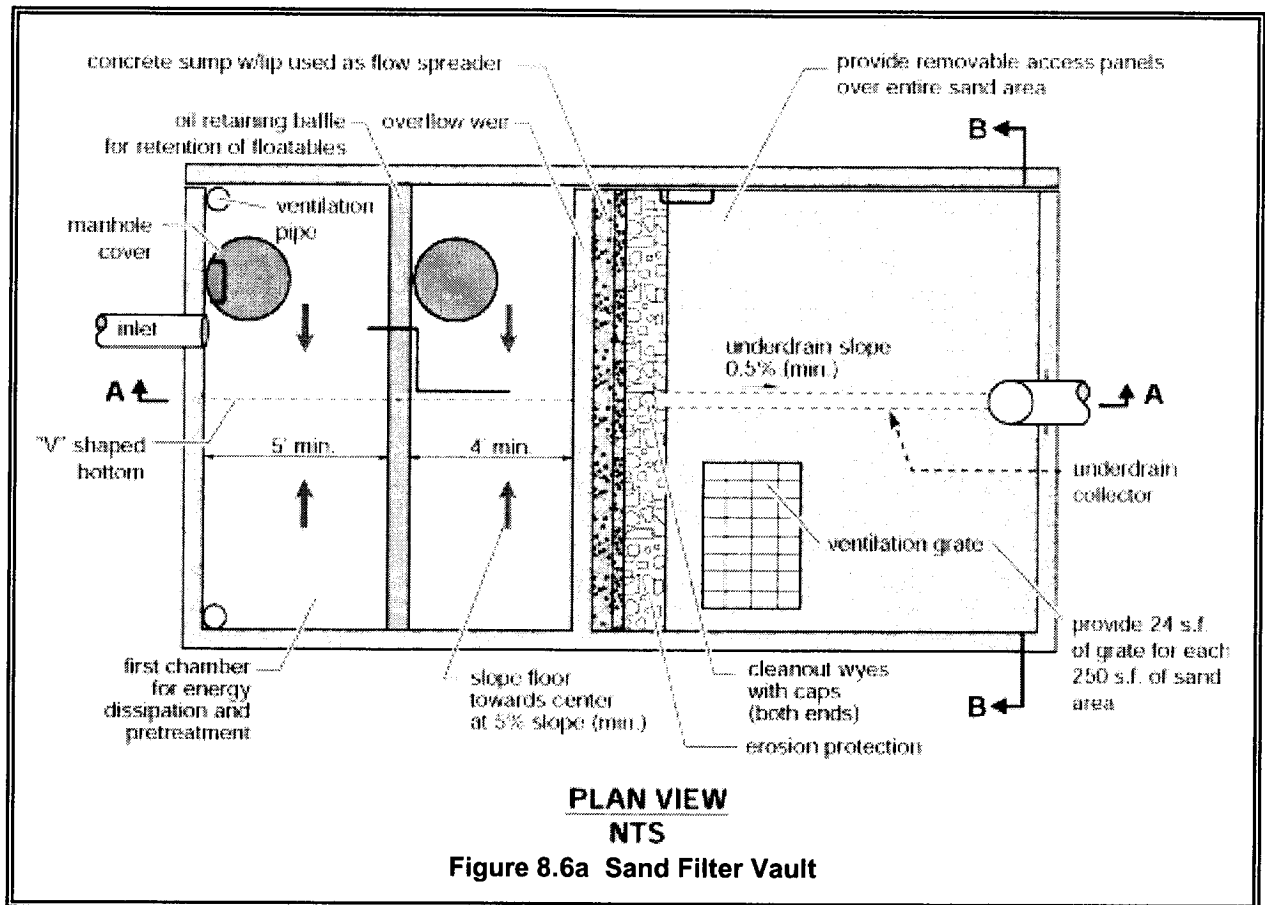 concrete sump w/lip used as flow spreader
provide removable access panels
over entire sand area
oil retaining baffle
for retention of floatables
overflow weir
B
ventilation
pipe
manhole
cover
inlet
underdrain slope
0.5% (min.)
A
A
"V" shaped
bottom
5' min.
4' min.
underdrain
collector
ventilation grate
provide 24 s.f.
of grate for each
250 s.f. of sand
area
first chamber
for energy
dissipation and
pretreatment
slope floor
towards center
at 5% slope (min.)
cleanout wyes
with caps
(both ends)
B
erosion protection
PLAN VIEW
NTS
Figure 8.6a Sand Filter Vault